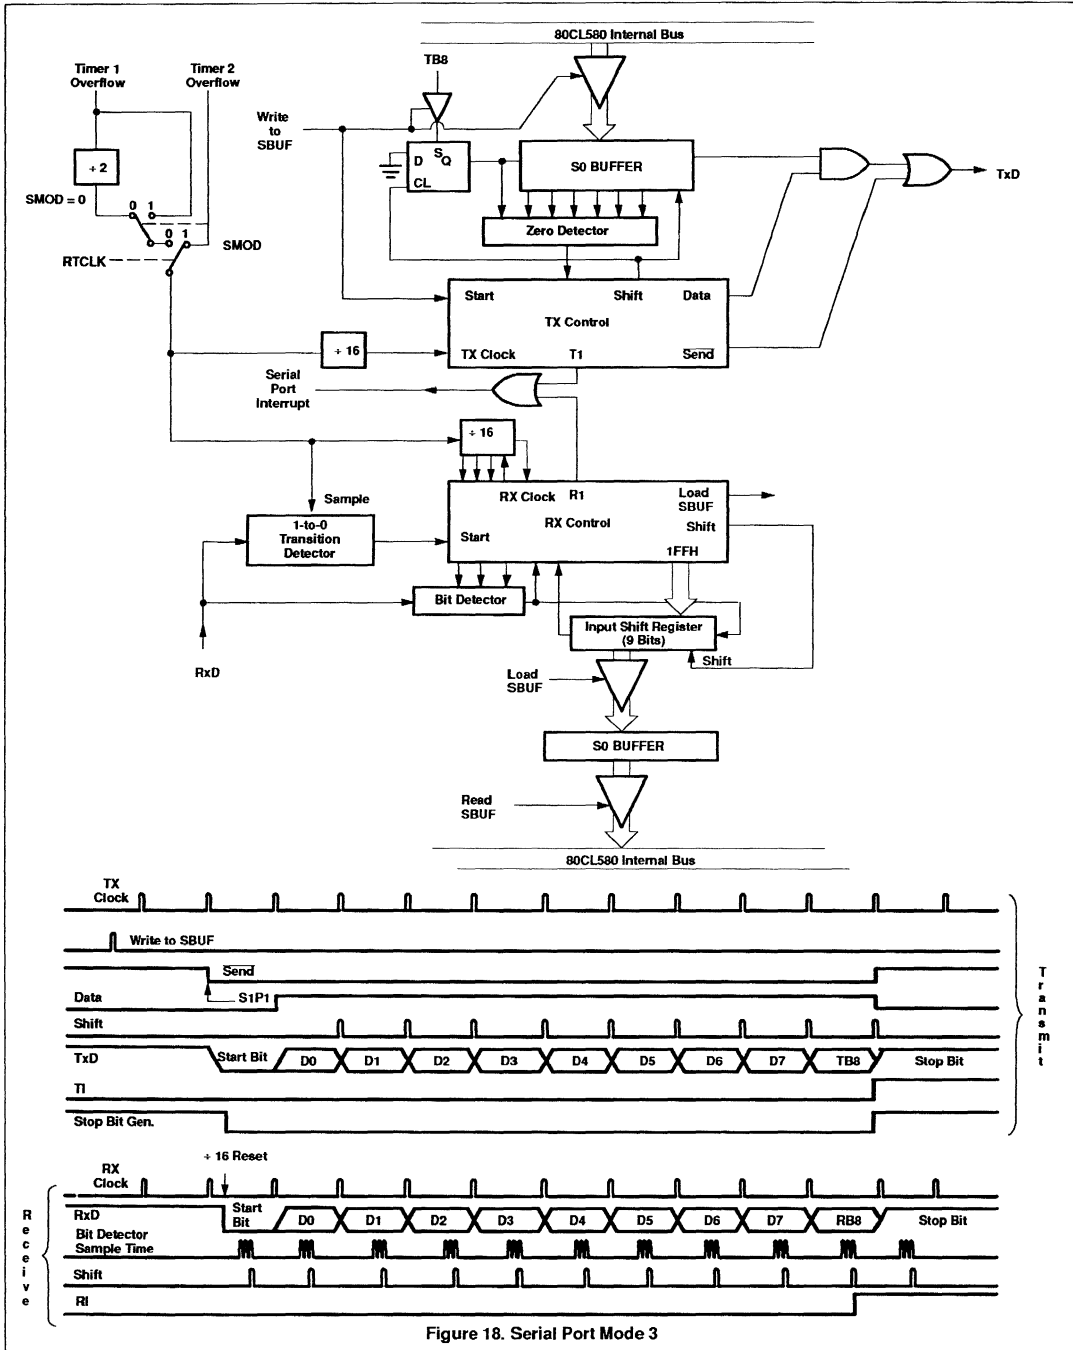 80CL580 Internal Bus
Timer 1
Overflow
Timer 2
Overflow
TB8
Write
to
SBUF
÷ 2
D
S
Q
CL
S0 BUFFER
TxD
SMOD = 0
0 1
0 1
SMOD
RTCLK
Zero Detector
Start
Shift
Data
TX Control
÷ 16
TX Clock
T1
Send
Serial
Port
Interrupt
÷ 16
Sample
RX Clock
R1
Load
SBUF
RX Control
Shift
1-to-0
Transition
Detector
Start
1FFH
Bit Detector
Input Shift Register
(9 Bits)
Shift
RxD
Load
SBUF
S0 BUFFER
Read
SBUF
80CL580 Internal Bus
TX
Clock
Write to SBUF
Send
S1P1
Data
Shift
TxD
Start Bit
D0
D1
D2
D3
D4
D5
D6
D7
TB8
Stop Bit
TI
Stop Bit Gen.
Transmit
÷ 16 Reset
RX
Clock
RxD
Start
Bit
D0
D1
D2
D3
D4
D5
D6
D7
RB8
Stop Bit
Bit Detector
Sample Time
Shift
RI
Receive
Figure 18. Serial Port Mode 3